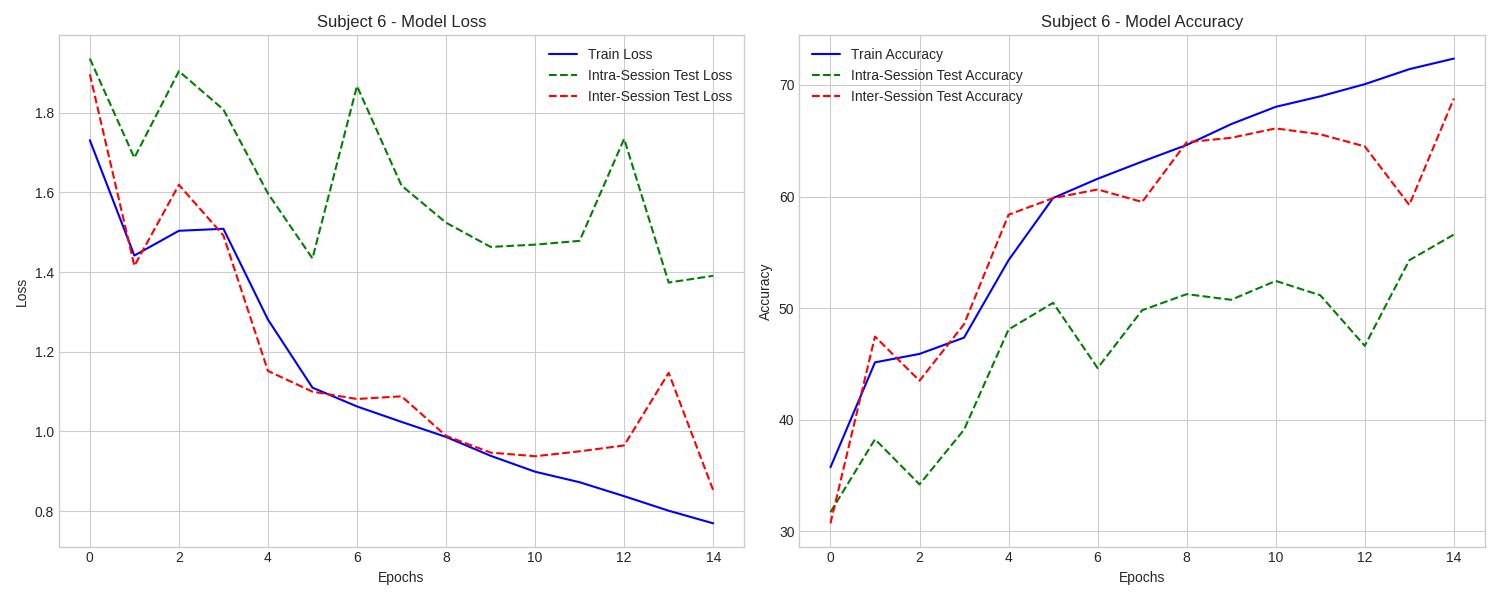 Subject 6 - Model Loss
Train Loss
Intra-Session Test Loss
Inter-Session Test Loss
Loss
1.8
1.6
1.4
1.2
1.0
0.8
0 2 4 6 8 10 12 14
Epochs
Subject 6 - Model Accuracy
Train Accuracy
Intra-Session Test Accuracy
Inter-Session Test Accuracy
Accuracy
70
60
50
40
30
0 2 4 6 8 10 12 14
Epochs